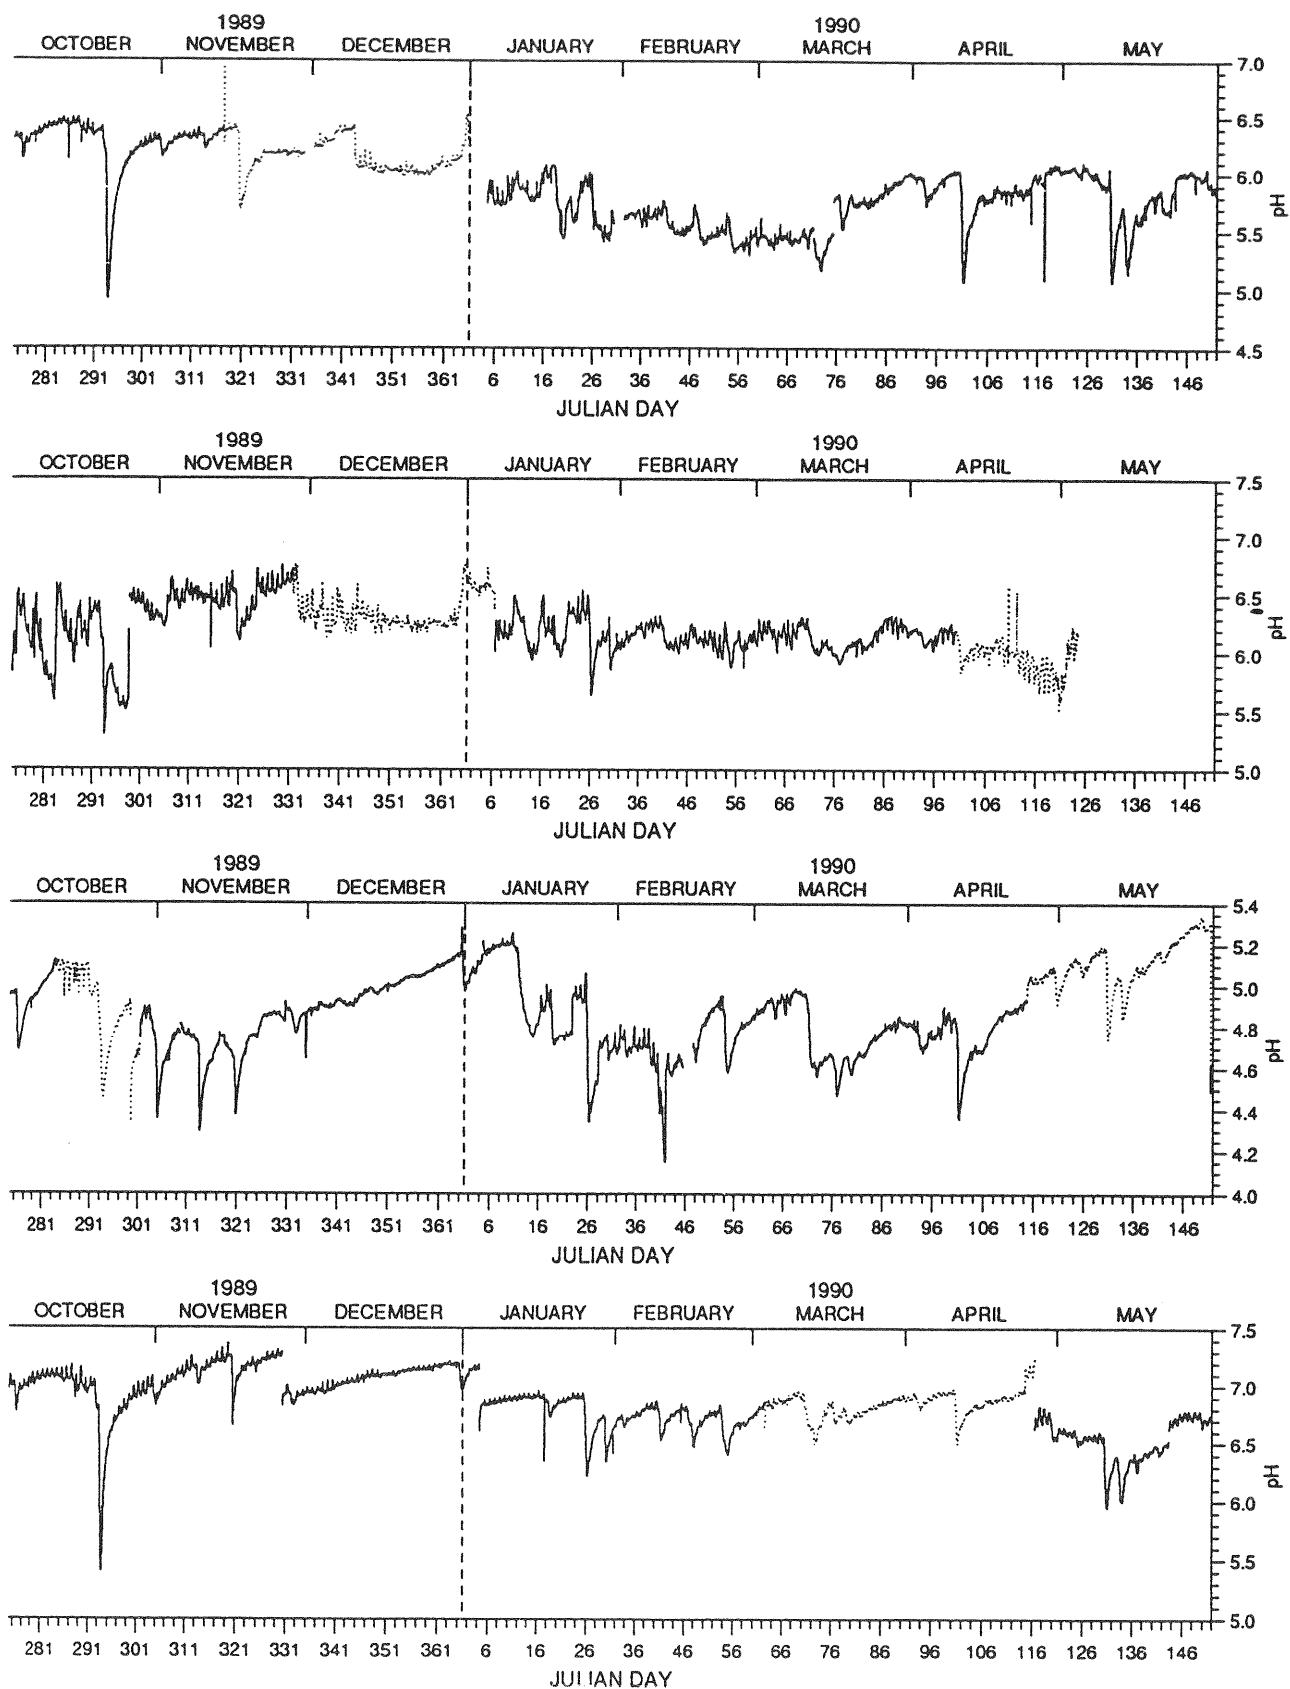 1989 1990
OCTOBER NOVEMBER DECEMBER JANUARY FEBRUARY MARCH APRIL MAY
7.0
6.5
6.0
5.5
5.0
4.5
pH
281 291 301 311 321 331 341 351 361 6 16 26 36 46 56 66 76 86 96 106 116 126 136 146
JULIAN DAY
1989 1990
OCTOBER NOVEMBER DECEMBER JANUARY FEBRUARY MARCH APRIL MAY
7.5
7.0
6.5
6.0
5.5
5.0
pH
281 291 301 311 321 331 341 351 361 6 16 26 36 46 56 66 76 86 96 106 116 126 136 146
JULIAN DAY
1989 1990
OCTOBER NOVEMBER DECEMBER JANUARY FEBRUARY MARCH APRIL MAY
5.4
5.2
5.0
4.8
4.6
4.4
4.2
4.0
pH
281 291 301 311 321 331 341 351 361 6 16 26 36 46 56 66 76 86 96 106 116 126 136 146
JULIAN DAY
1989 1990
OCTOBER NOVEMBER DECEMBER JANUARY FEBRUARY MARCH APRIL MAY
7.5
7.0
6.5
6.0
5.5
5.0
pH
281 291 301 311 321 331 341 351 361 6 16 26 36 46 56 66 76 86 96 106 116 126 136 146
JULIAN DAY